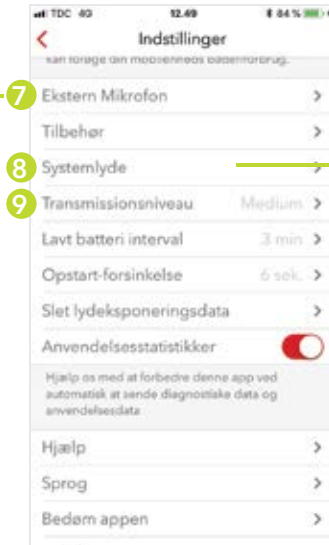 TDC 4G 12.49 84 %
Indstillinger
kan forøge din mobilenheds batteriforbrug.
7 Ekstern Mikrofon
Tilbehør
8 Systemlyde
9 Transmissionsniveau Medium
Lavt batteri interval 3 min
Opstart-forsinkelse 6 sek.
Slet lydeksponeringsdata
Anvendelsesstatistikker
Hjælp os med at forbedre denne app ved
automatisk at sende diagnostiske data og
anvendelsesdata
Hjælp
Sprog
Bedøm appen